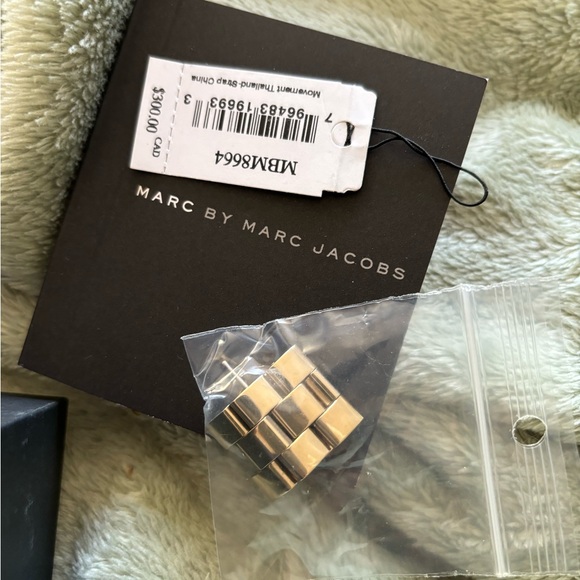 $300.00 CAD
Movement Thailand-Strap China
7 96483 19693 3
MBM8664
MARC BY MARC JACOBS